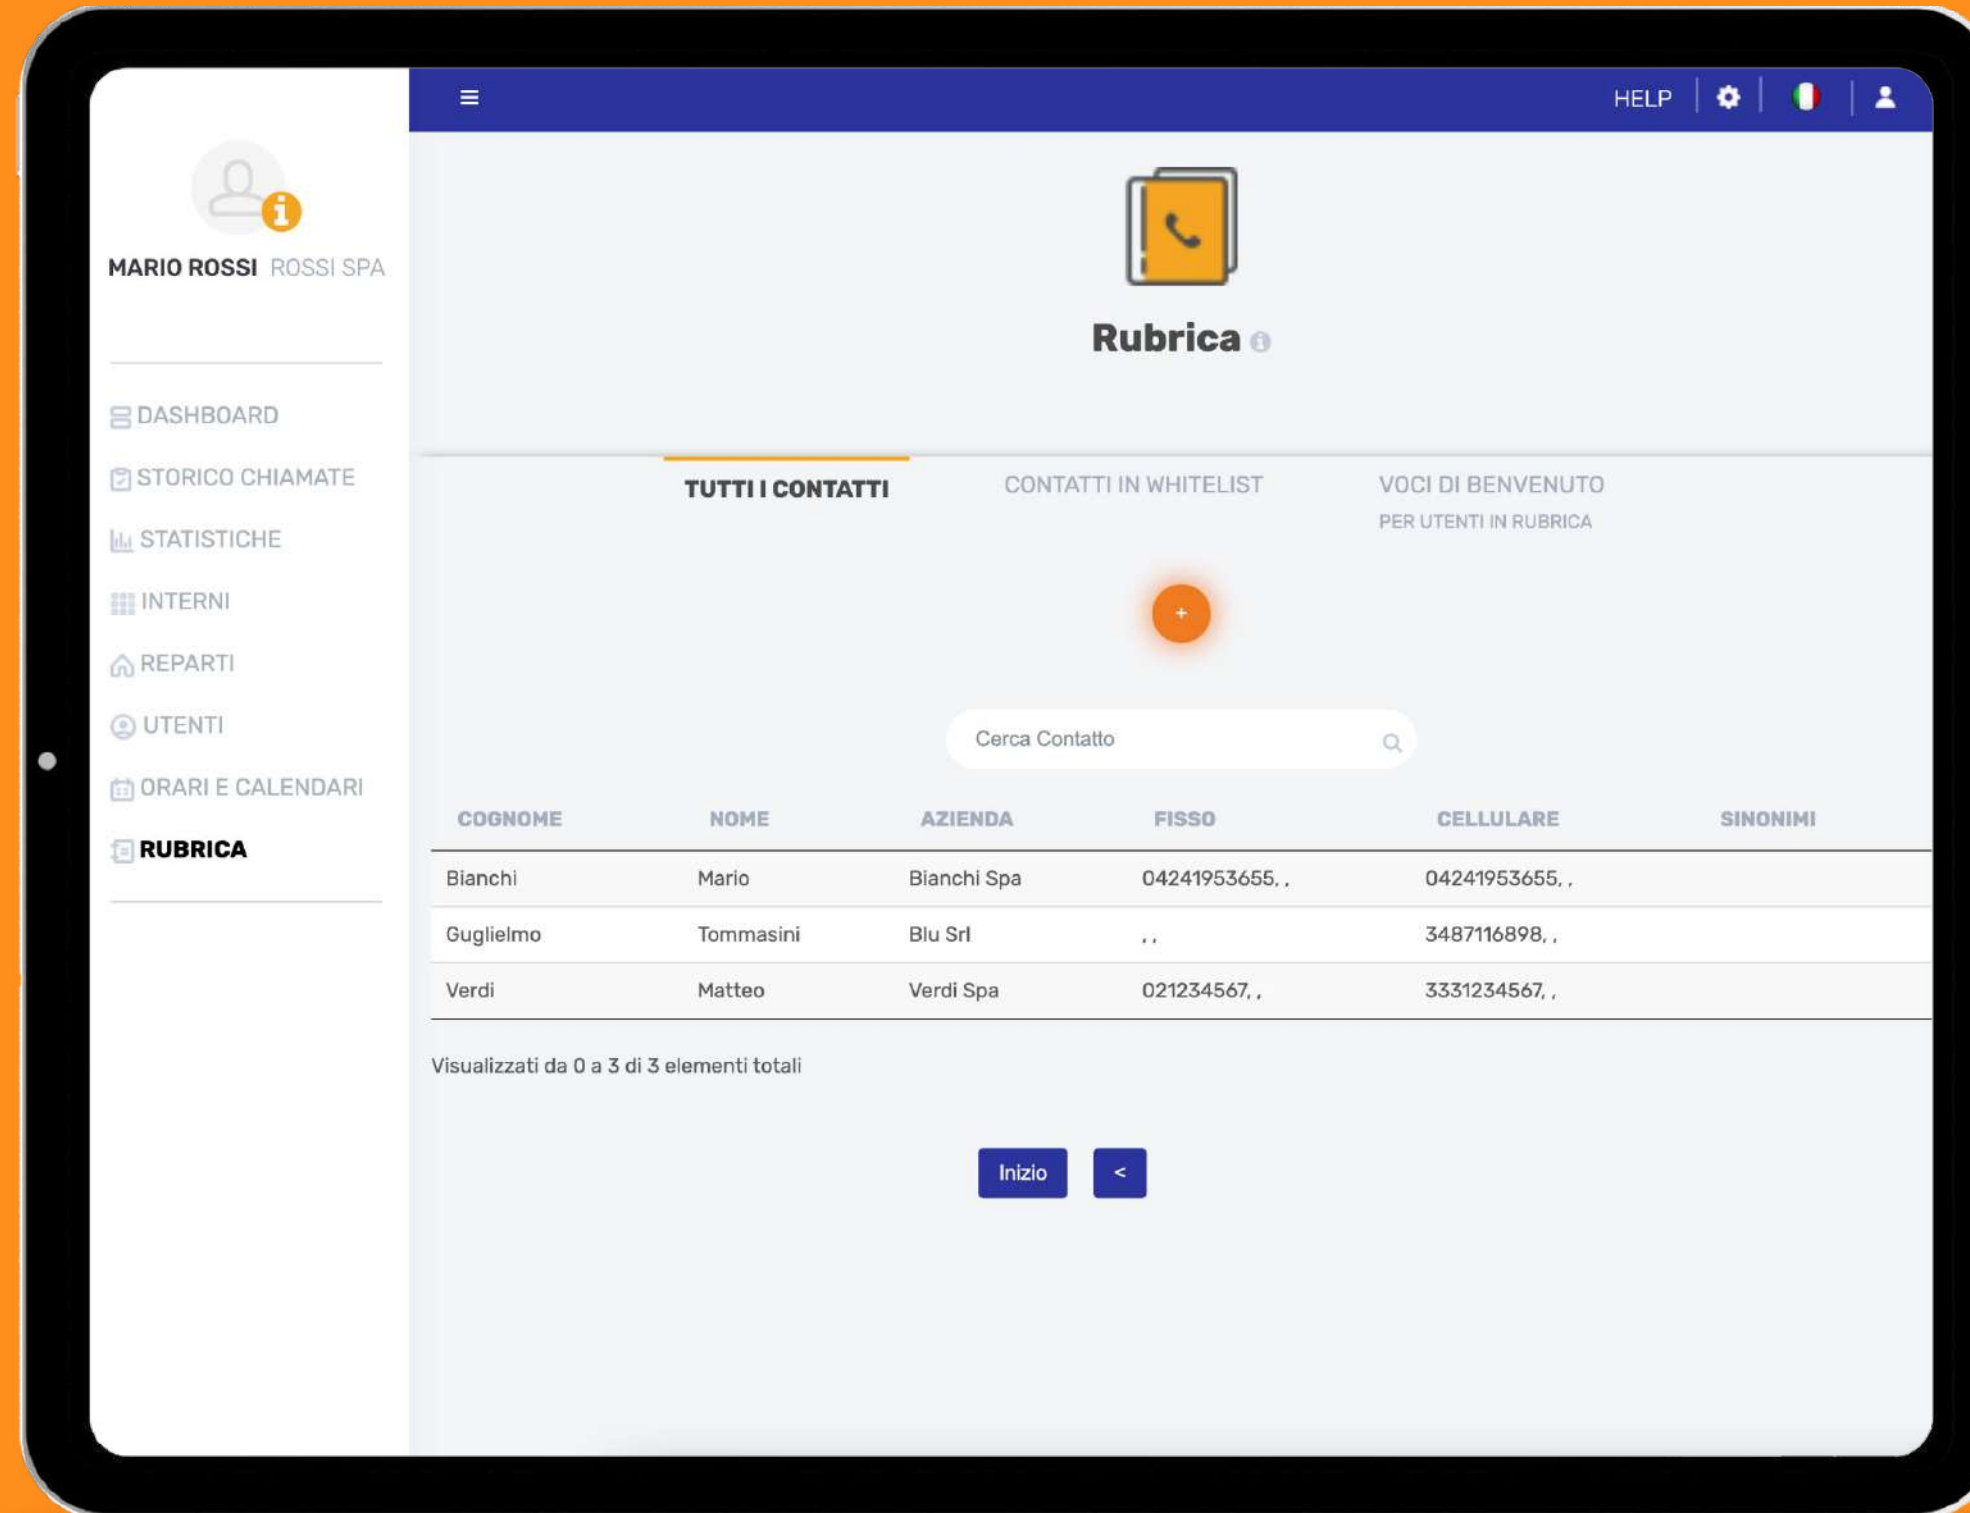 HELP
MARIO ROSSI ROSSI SPA
DASHBOARD
STORICO CHIAMATE
STATISTICHE
INTERNI
REPARTI
UTENTI
ORARI E CALENDARI
RUBRICA
Rubrica
TUTTI I CONTATTI CONTATTI IN WHITELIST VOCI DI BENVENUTO
PER UTENTI IN RUBRICA
+
Cerca Contatto
COGNOME NOME AZIENDA FISSO CELLULARE SINONIMI
Bianchi Mario Bianchi Spa 04241953655, , 04241953655, ,
Guglielmo Tommasini Blu Srl , , 3487116898, ,
Verdi Matteo Verdi Spa 021234567, , 3331234567, ,
Visualizzati da 0 a 3 di 3 elementi totali
Inizio <